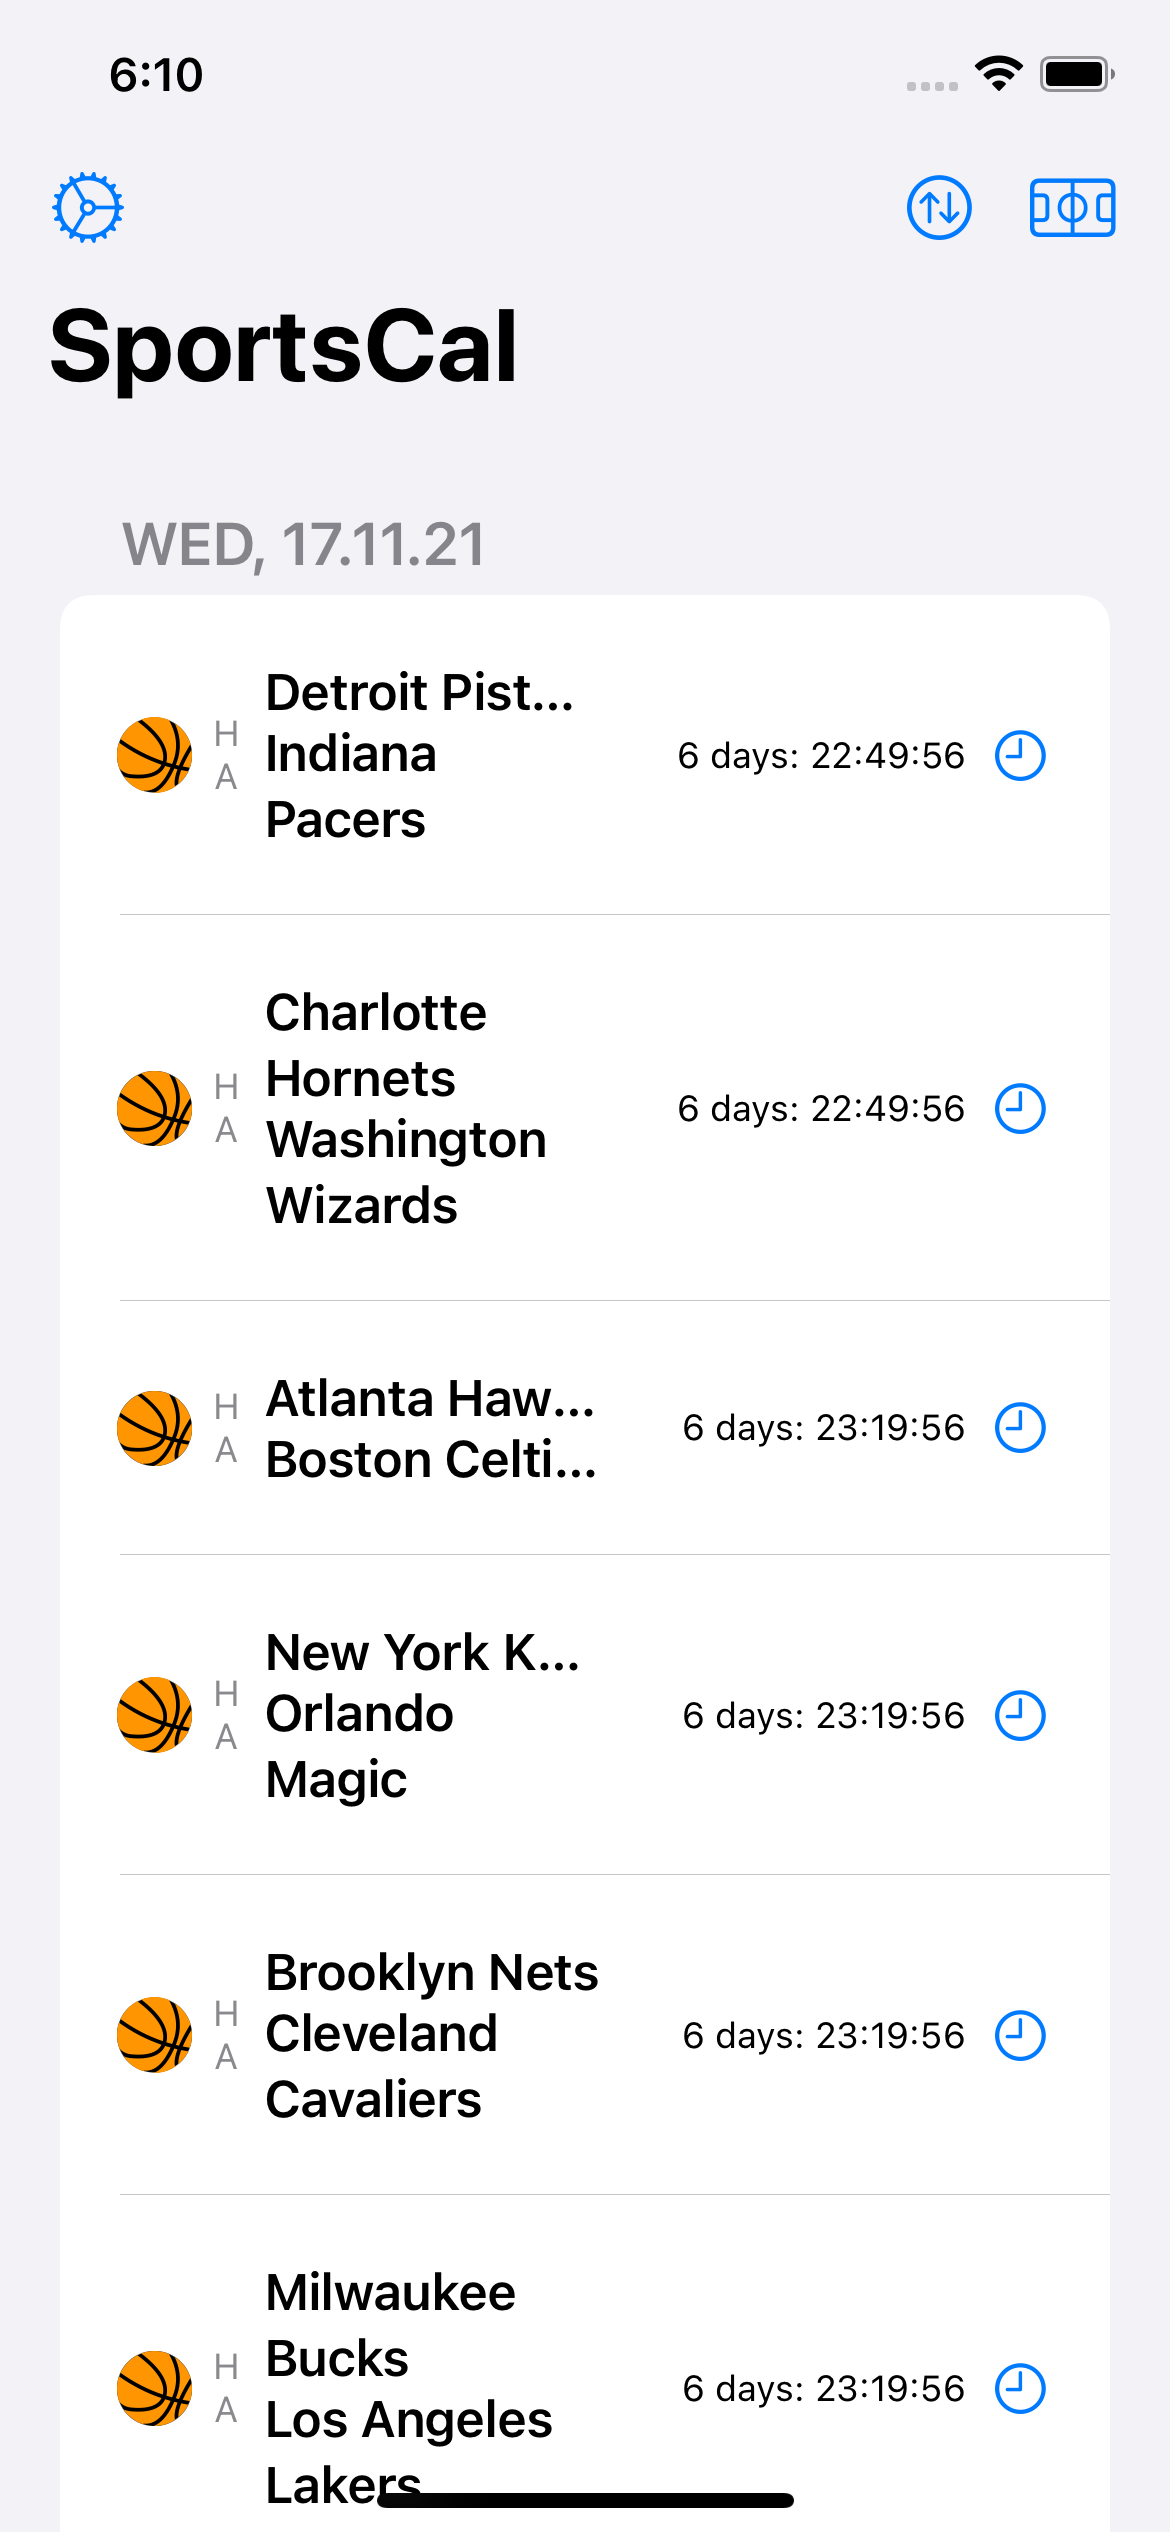 6:10
SportsCal
WED, 17.11.21
H
A
Detroit Pist...
Indiana
Pacers
6 days: 22:49:56
H
A
Charlotte
Hornets
Washington
Wizards
6 days: 22:49:56
H
A
Atlanta Haw...
Boston Celti...
6 days: 23:19:56
H
A
New York K...
Orlando
Magic
6 days: 23:19:56
H
A
Brooklyn Nets
Cleveland
Cavaliers
6 days: 23:19:56
H
A
Milwaukee
Bucks
Los Angeles
Lakers
6 days: 23:19:56